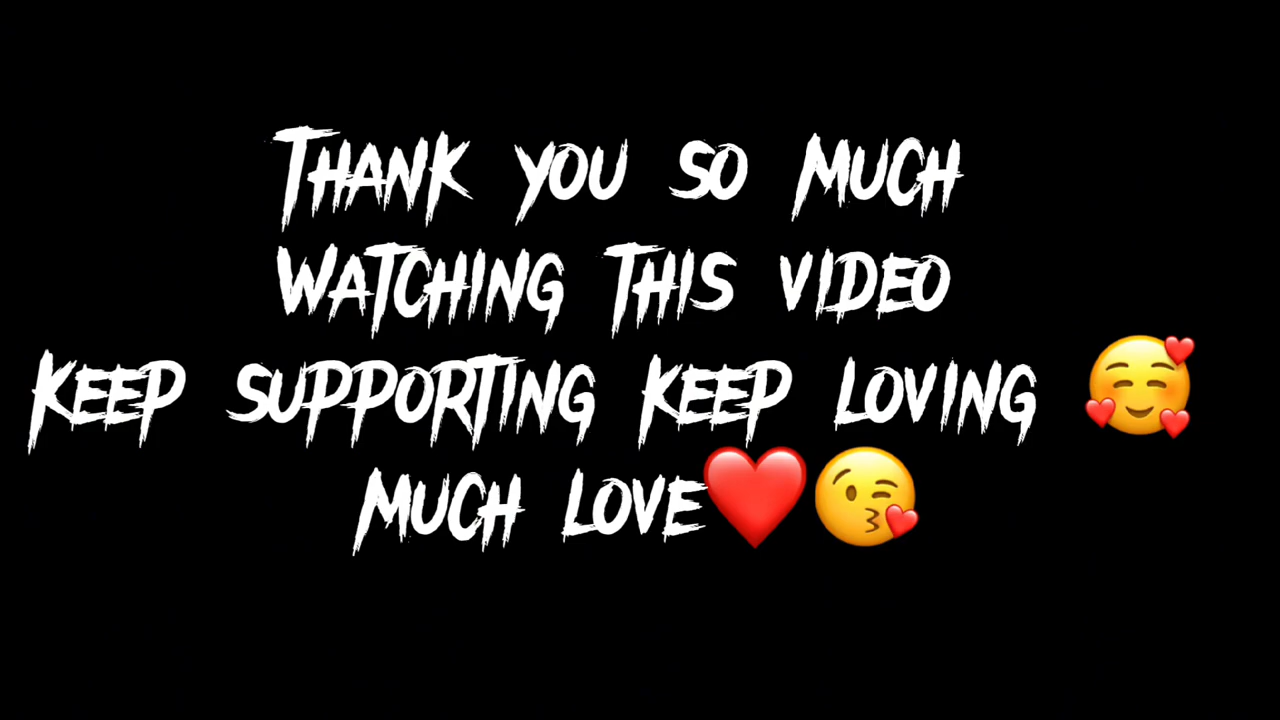 Thank you so much
watching this video
Keep supporting keep loving 🥰
much love❤️😘